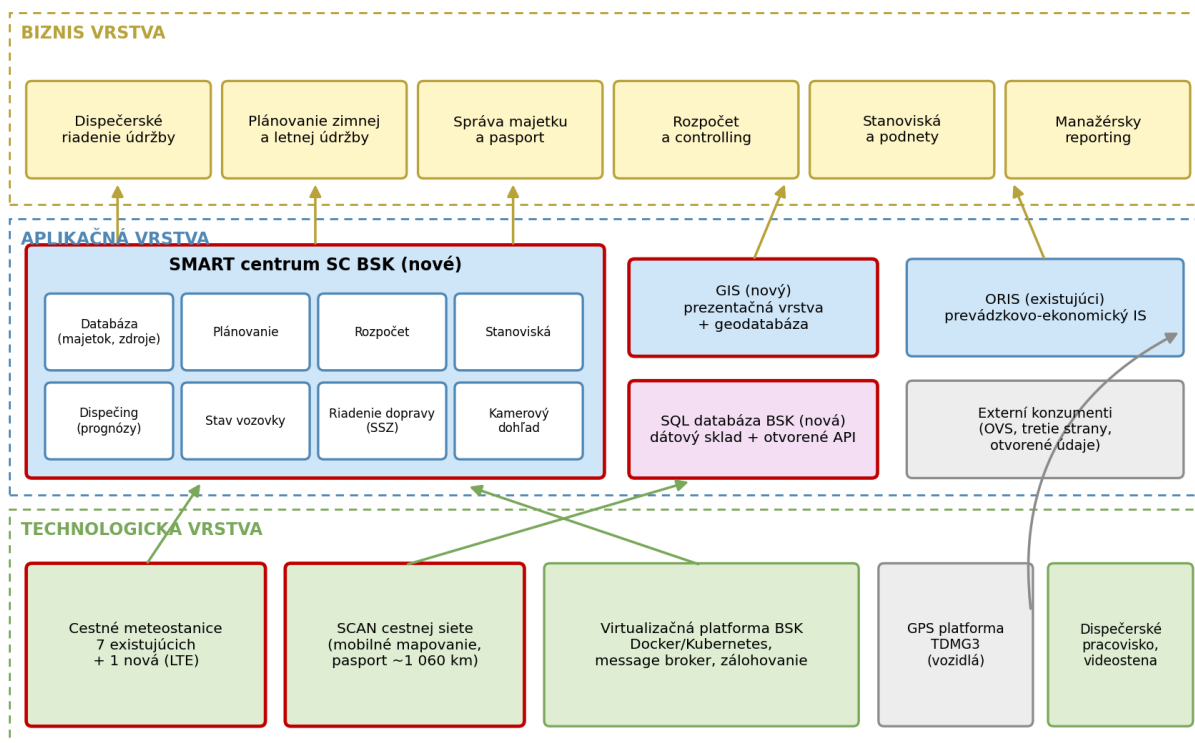 BIZNIS VRSTVA
Dispečerské
riadenie údržby
Plánovanie zimnej
a letnej údržby
Správa majetku
a pasport
Rozpočet
a controlling
Stanoviská
a podnety
Manažérsky
reporting
APLIKAČNÁ VRSTVA
SMART centrum SC BSK (nové)
Databáza
(majetok, zdroje)
Plánovanie
Rozpočet
Stanoviská
Dispečing
(prognózy)
Stav vozovky
Riadenie dopravy
(SSZ)
Kamerový
dohľad
GIS (nový)
prezentačná vrstva
+ geodatabáza
ORIS (existujúci)
prevádzkovo-ekonomický IS
SQL databáza BSK (nová)
dátový sklad + otvorené API
Externí konzumenti
(OVS, tretie strany,
otvorené údaje)
TECHNOLOGICKÁ VRSTVA
Cestné meteostanice
7 existujúcich
+ 1 nová (LTE)
SCAN cestnej siete
(mobilné mapovanie,
pasport ~1 060 km)
Virtualizačná platforma BSK
Docker/Kubernetes,
message broker, zálohovanie
GPS platforma
TDMG3
(vozidlá)
Dispečerské
pracovisko,
videostena